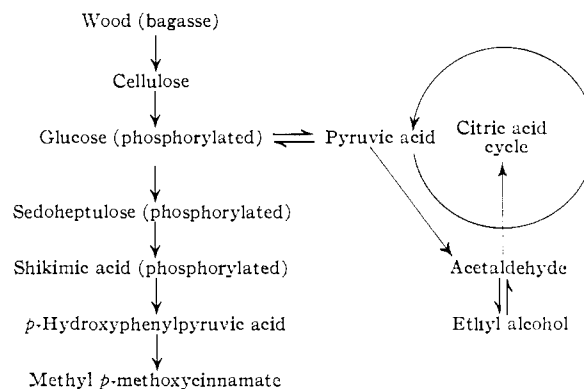 Wood (bagasse)
Cellulose
Glucose (phosphorylated)
Pyruvic acid
Citric acid
cycle
Sedoheptulose (phosphorylated)
Shikimic acid (phosphorylated)
Acetaldehyde
p-Hydroxyphenylpyruvic acid
Ethyl alcohol
Methyl p-methoxycinnamate